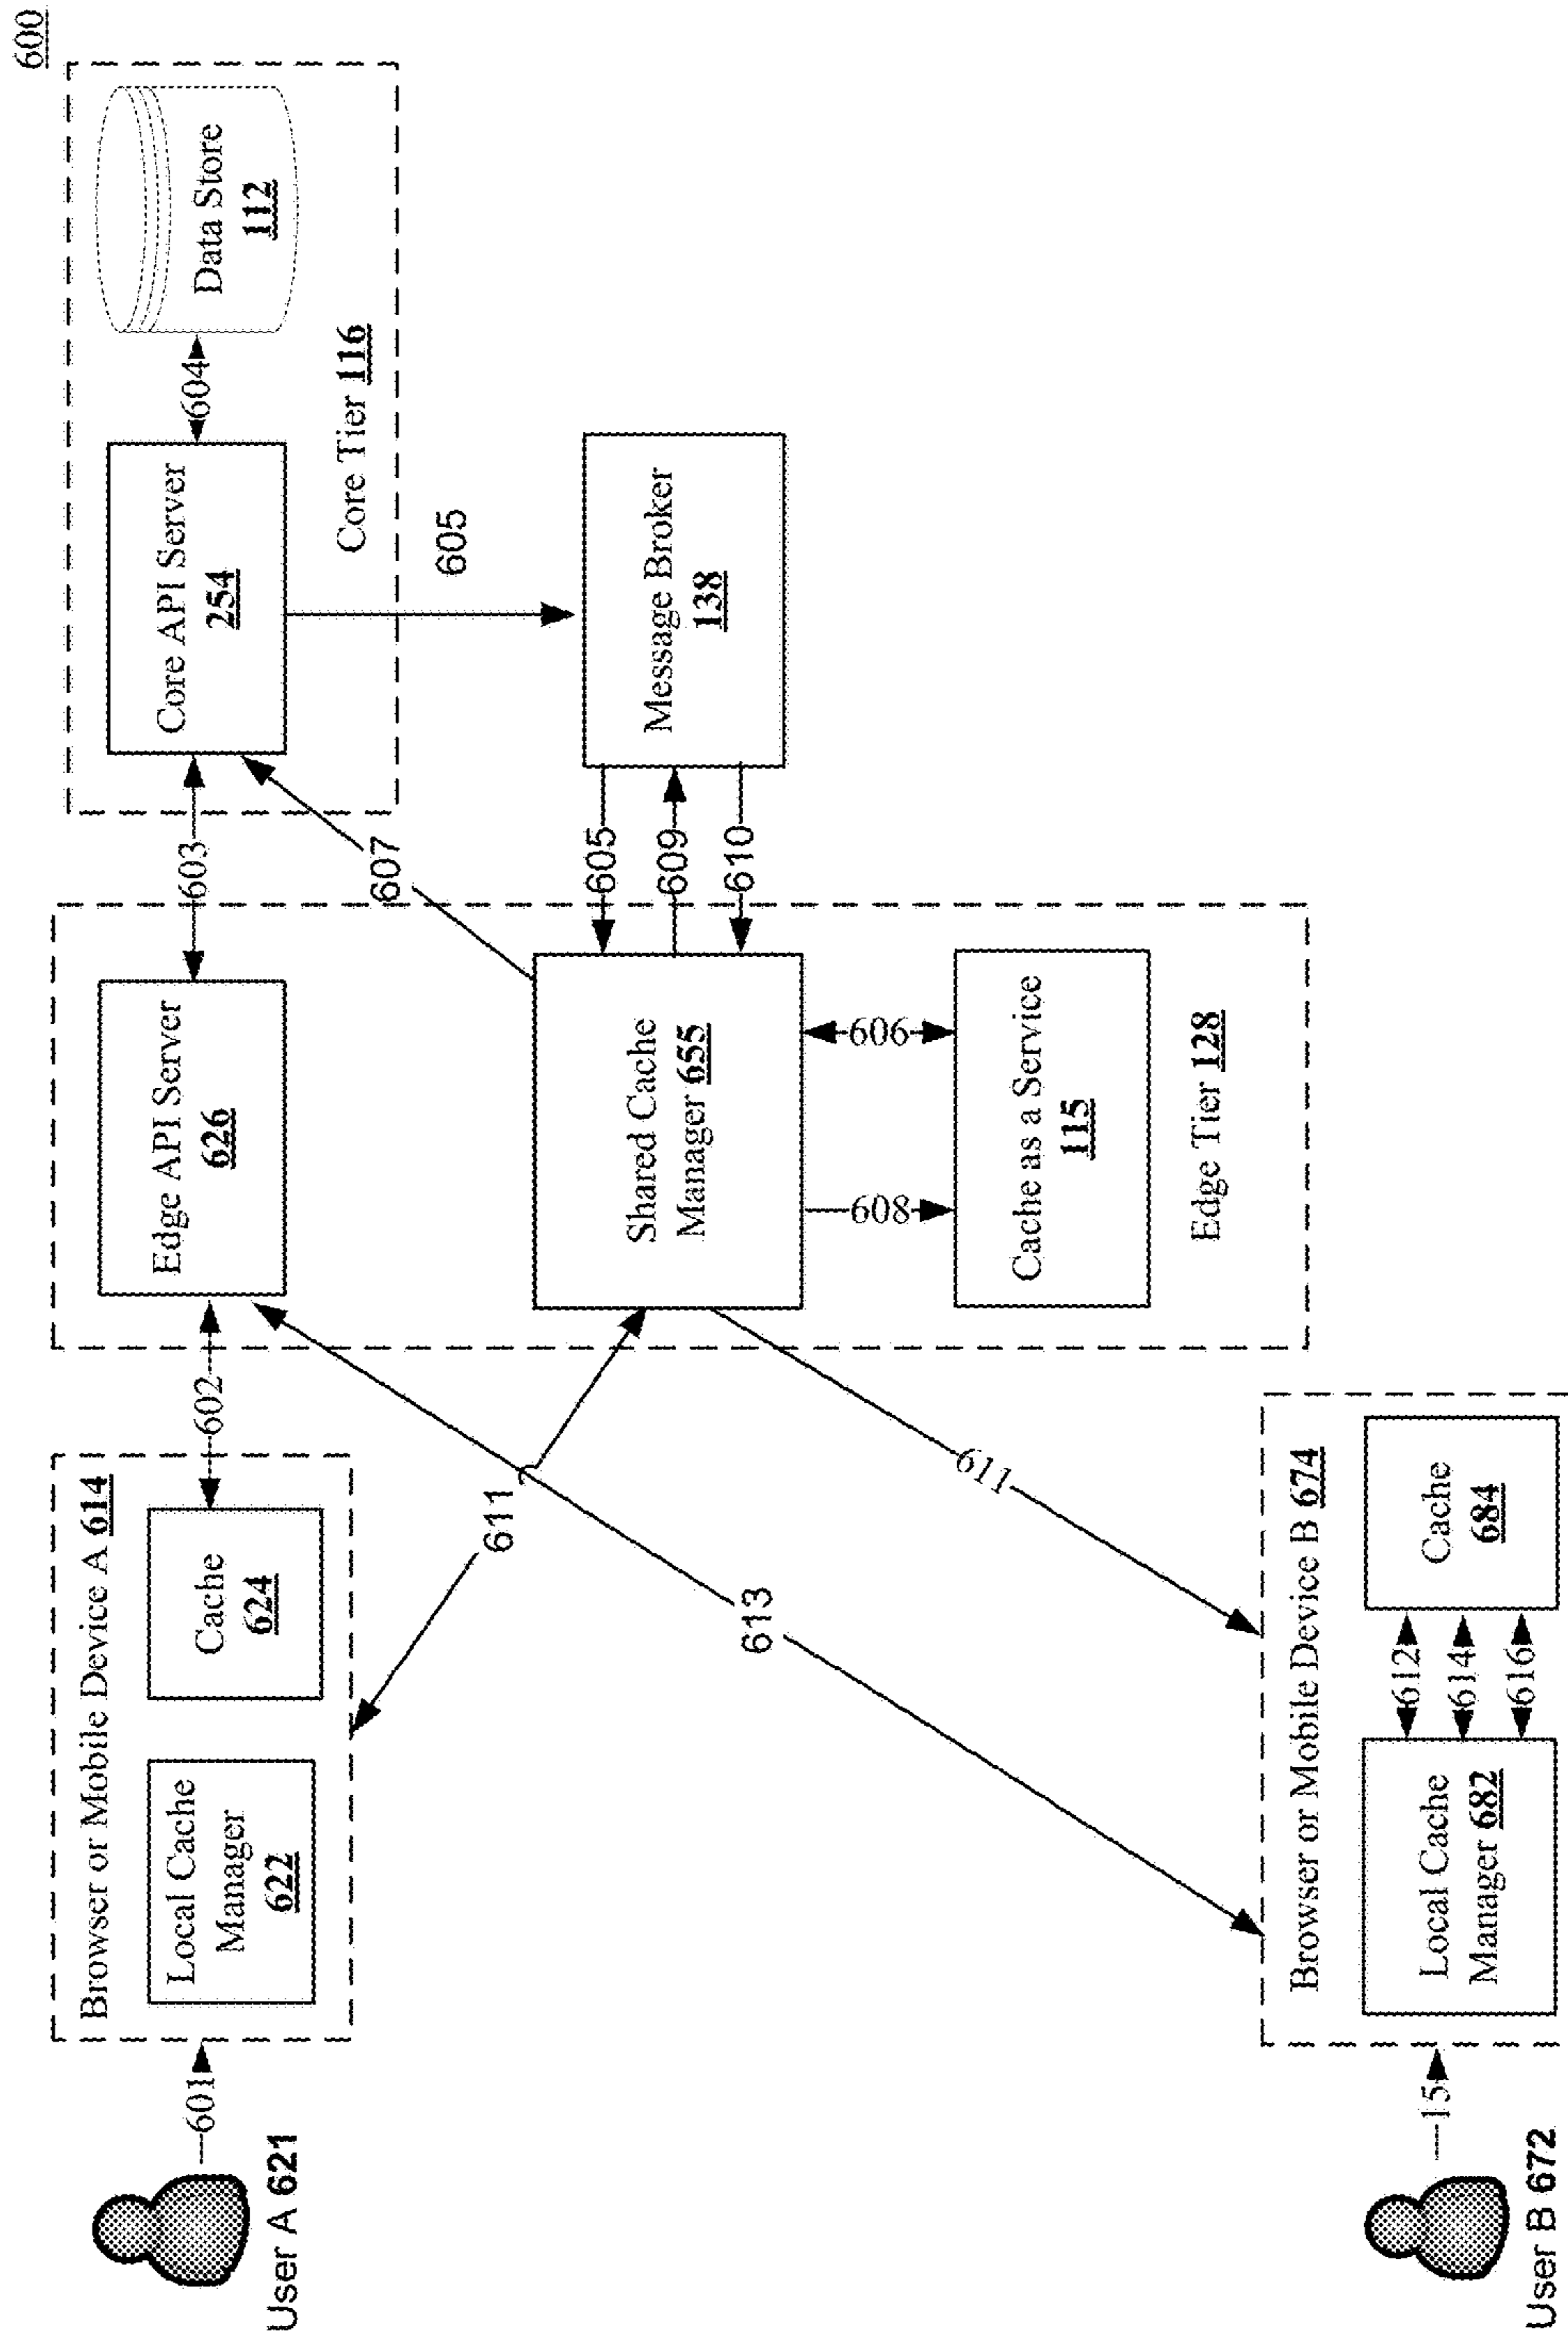 600
Browser or Mobile Device A 614
Local Cache
Manager
622
Cache
624
User A 621
601
602
Edge API Server
626
603
Core API Server
254
604
Data Store
112
Core Tier 116
605
607
611
Shared Cache
Manager 655
605
609
610
Message Broker
138
606
608
Cache as a Service
115
Edge Tier 128
613
611
Browser or Mobile Device B 674
Local Cache
Manager 682
612
614
616
Cache
684
15
User B 672